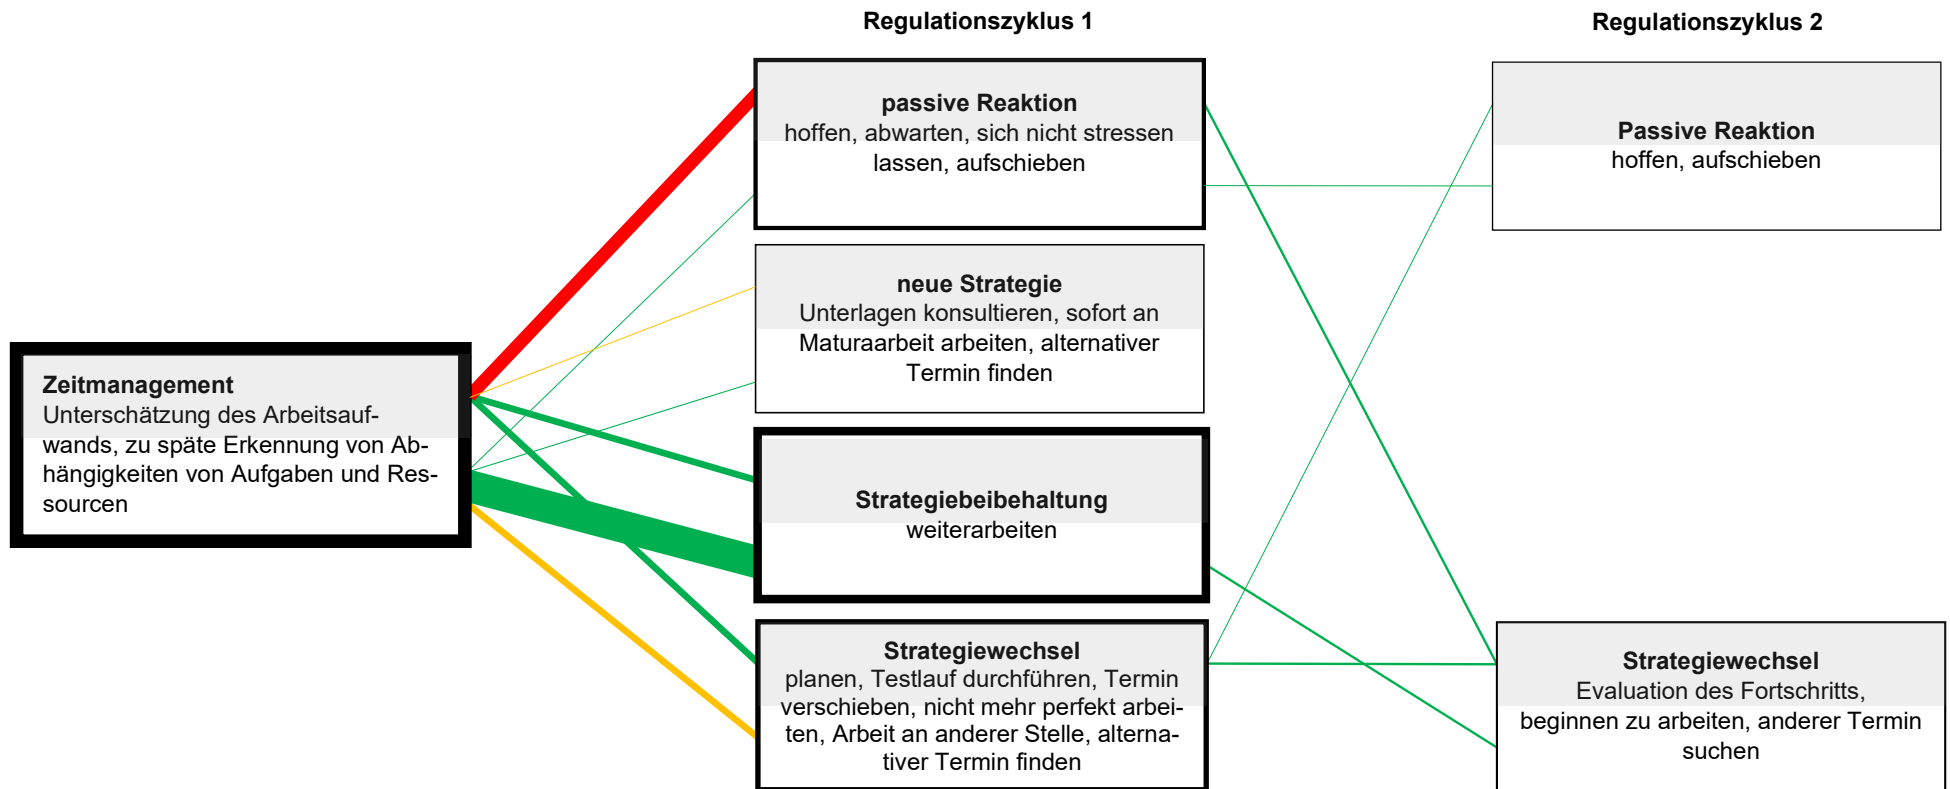 Regulationszyklus 1
Regulationszyklus 2
Zeitmanagement
Unterschätzung des Arbeitsauf-
wands, zu späte Erkennung von Ab-
hängigkeiten von Aufgaben und Res-
sourcen
passive Reaktion
hoffen, abwarten, sich nicht stressen
lassen, aufschieben
neue Strategie
Unterlagen konsultieren, sofort an
Maturaarbeit arbeiten, alternativer
Termin finden
Strategiebeibehaltung
weiterarbeiten
Strategiewechsel
planen, Testlauf durchführen, Termin
verschieben, nicht mehr perfekt arbei-
ten, Arbeit an anderer Stelle, alterna-
tiver Termin finden
Passive Reaktion
hoffen, aufschieben
Strategiewechsel
Evaluation des Fortschritts,
beginnen zu arbeiten, anderer Termin
suchen